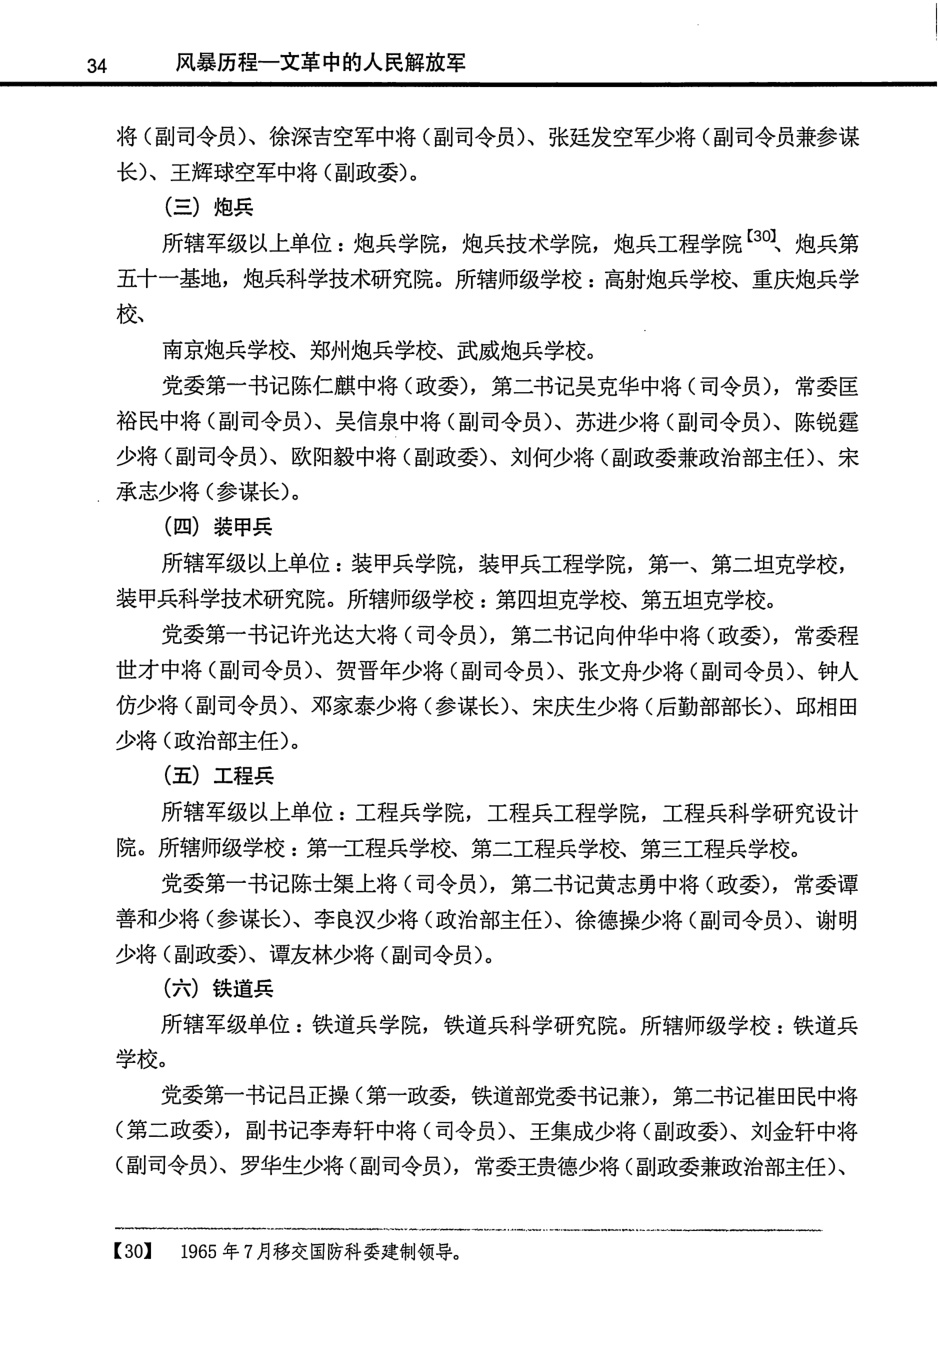 34 风暴历程—文革中的人民解放军
将（副司令员）、徐深吉空军中将（副司令员）、张廷发空军少将（副司令员兼参谋
长）、王辉球空军中将（副政委）。
（三）炮兵
所辖军级以上单位：炮兵学院，炮兵技术学院，炮兵工程学院【30】、炮兵第
五十一基地，炮兵科学技术研究院。所辖师级学校：高射炮兵学校、重庆炮兵学
校、
南京炮兵学校、郑州炮兵学校、武威炮兵学校。
党委第一书记陈仁麒中将（政委），第二书记吴克华中将（司令员），常委匡
裕民中将（副司令员）、吴信泉中将（副司令员）、苏进少将（副司令员）、陈锐霆
少将（副司令员）、欧阳毅中将（副政委）、刘何少将（副政委兼政治部主任）、宋
承志少将（参谋长）。
（四）装甲兵
所辖军级以上单位：装甲兵学院，装甲兵工程学院，第一、第二坦克学校，
装甲兵科学技术研究院。所辖师级学校：第四坦克学校、第五坦克学校。
党委第一书记许光达大将（司令员），第二书记向仲华中将（政委），常委程
世才中将（副司令员）、贺晋年少将（副司令员）、张文舟少将（副司令员）、钟人
仿少将（副司令员）、邓家泰少将（参谋长）、宋庆生少将（后勤部部长）、邱相田
少将（政治部主任）。
（五）工程兵
所辖军级以上单位：工程兵学院，工程兵工程学院，工程兵科学研究设计
院。所辖师级学校：第一工程兵学校、第二工程兵学校、第三工程兵学校。
党委第一书记陈士榘上将（司令员），第二书记黄志勇中将（政委），常委谭
善和少将（参谋长）、李良汉少将（政治部主任）、徐德操少将（副司令员）、谢明
少将（副政委）、谭友林少将（副司令员）。
（六）铁道兵
所辖军级单位：铁道兵学院，铁道兵科学研究院。所辖师级学校：铁道兵
学校。
党委第一书记吕正操（第一政委，铁道部党委书记兼），第二书记崔田民中将
（第二政委），副书记李寿轩中将（司令员）、王集成少将（副政委）、刘金轩中将
（副司令员）、罗华生少将（副司令员），常委王贵德少将（副政委兼政治部主任）、
【30】 1965 年 7 月移交国防科委建制领导。